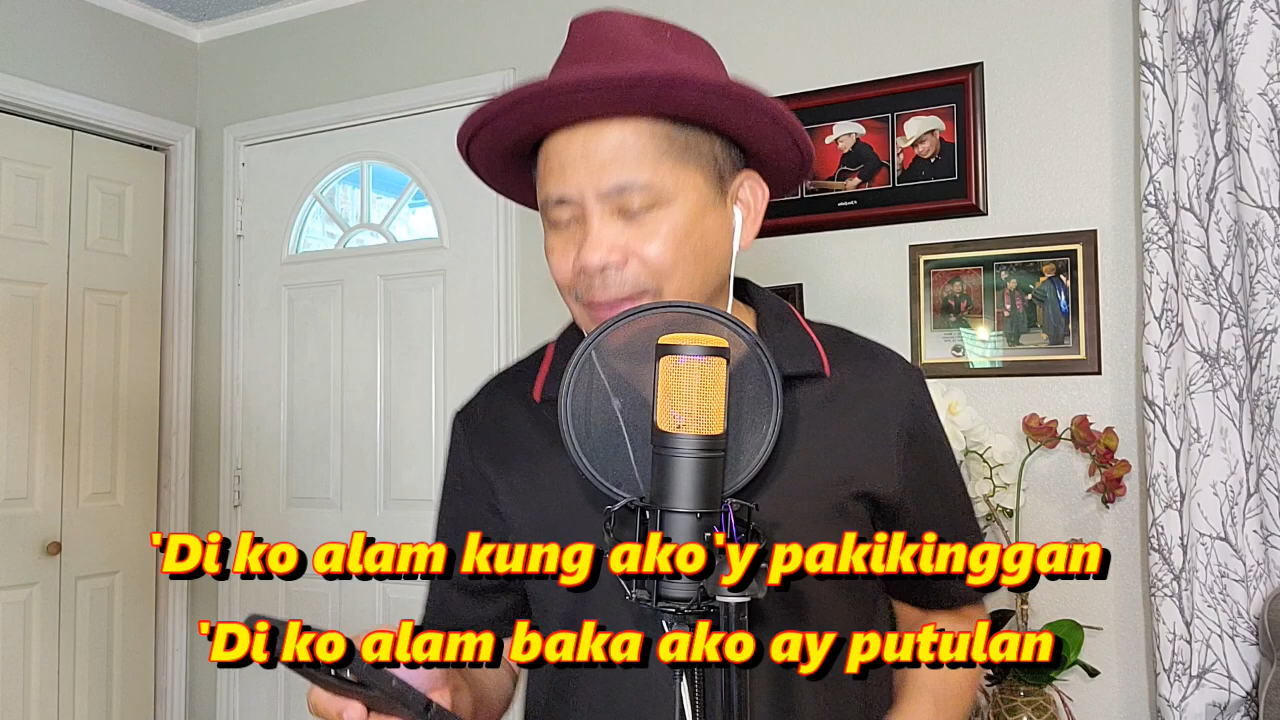 'Di ko alam kung ako'y pakikinggan
'Di ko alam baka ako ay putulan